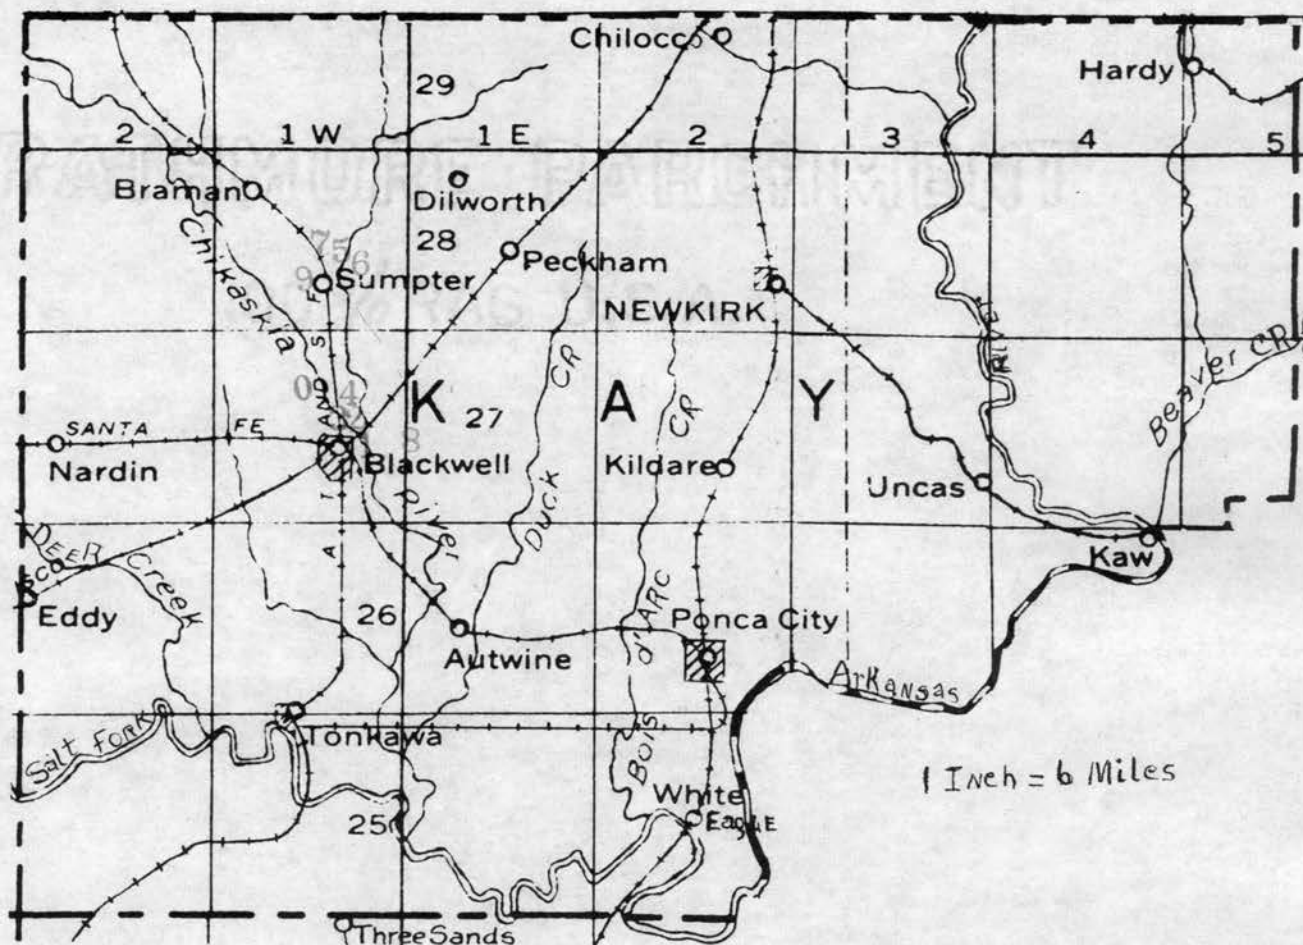 Chilocco
Hardy
29
2 1 W 1 E 2 3 4 5
Braman
Dilworth
28
Chikaskia
Sumpter
Peckham
NEWKIRK
River
Beaver CR
K A Y
27
SANTA FE
S F
AND
Nardin
Blackwell
Kildare
CR
CR
Uncas
River
Duck
DEER Creek
Kaw
Eddy
26
Autwine
Ponca City
d'ARC
Bois
Arkansas
Salt FORK
Tonkawa
1 INch = 6 Miles
25
White
EaglE
Three Sands